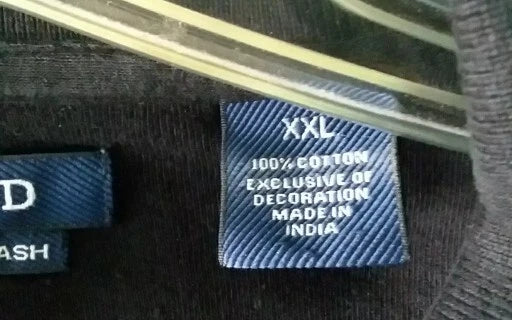 D
ASH
XXL
100% COTTON
EXCLUSIVE OF
DECORATION
MADE IN
INDIA